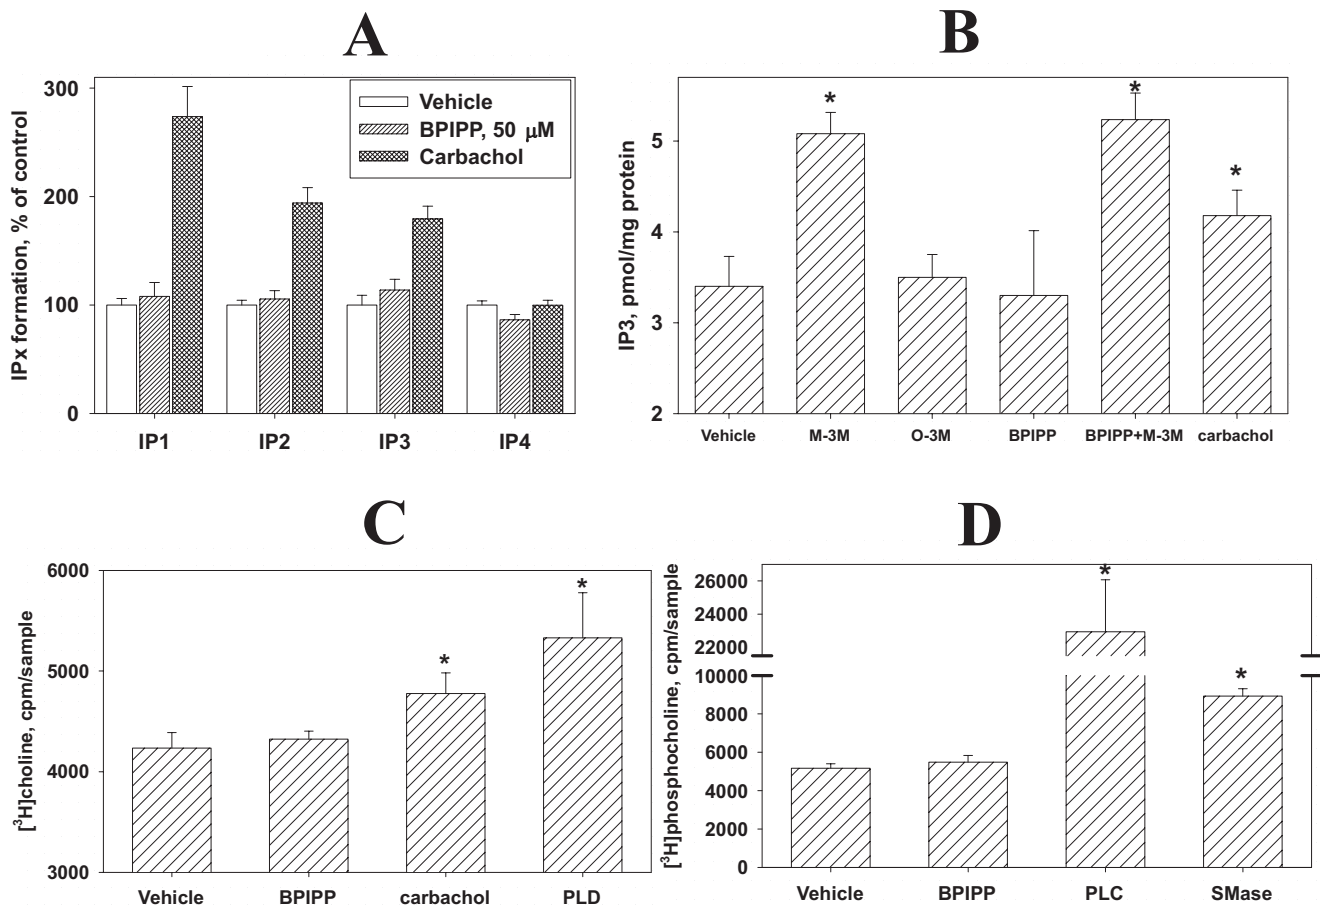 A
IPx formation, % of control
300
200
100
0
Vehicle
BPIPP, 50 μM
Carbachol
IP1 IP2 IP3 IP4
B
IP3, pmol/mg protein
5
4
3
2
* * *
Vehicle M-3M O-3M BPIPP BPIPP+M-3M carbachol
C
[³H]choline, cpm/sample
6000
5000
4000
3000
* *
Vehicle BPIPP carbachol PLD
D
[³H]phosphocholine, cpm/sample
26000
24000
22000
10000
8000
6000
4000
2000
0
* *
Vehicle BPIPP PLC SMase